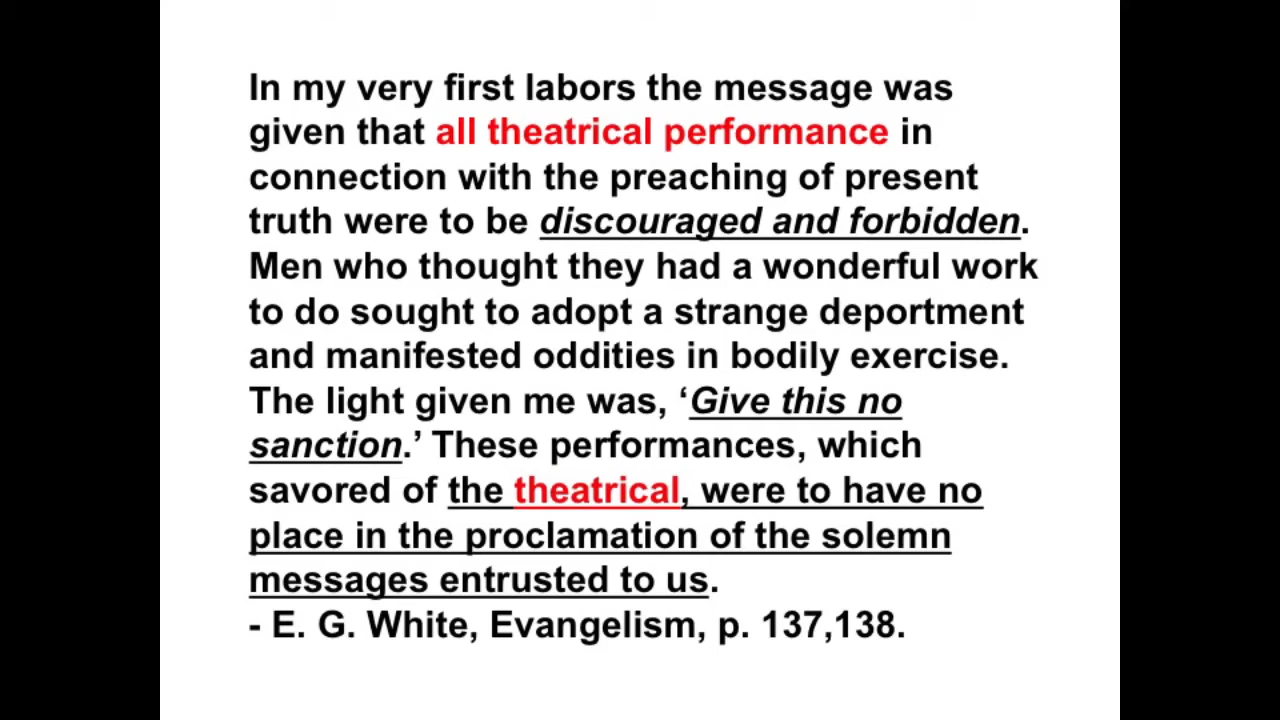 In my very first labors the message was
given that all theatrical performance in
connection with the preaching of present
truth were to be discouraged and forbidden.
Men who thought they had a wonderful work
to do sought to adopt a strange deportment
and manifested oddities in bodily exercise.
The light given me was, ‘Give this no
sanction.’ These performances, which
savored of the theatrical, were to have no
place in the proclamation of the solemn
messages entrusted to us.
- E. G. White, Evangelism, p. 137,138.